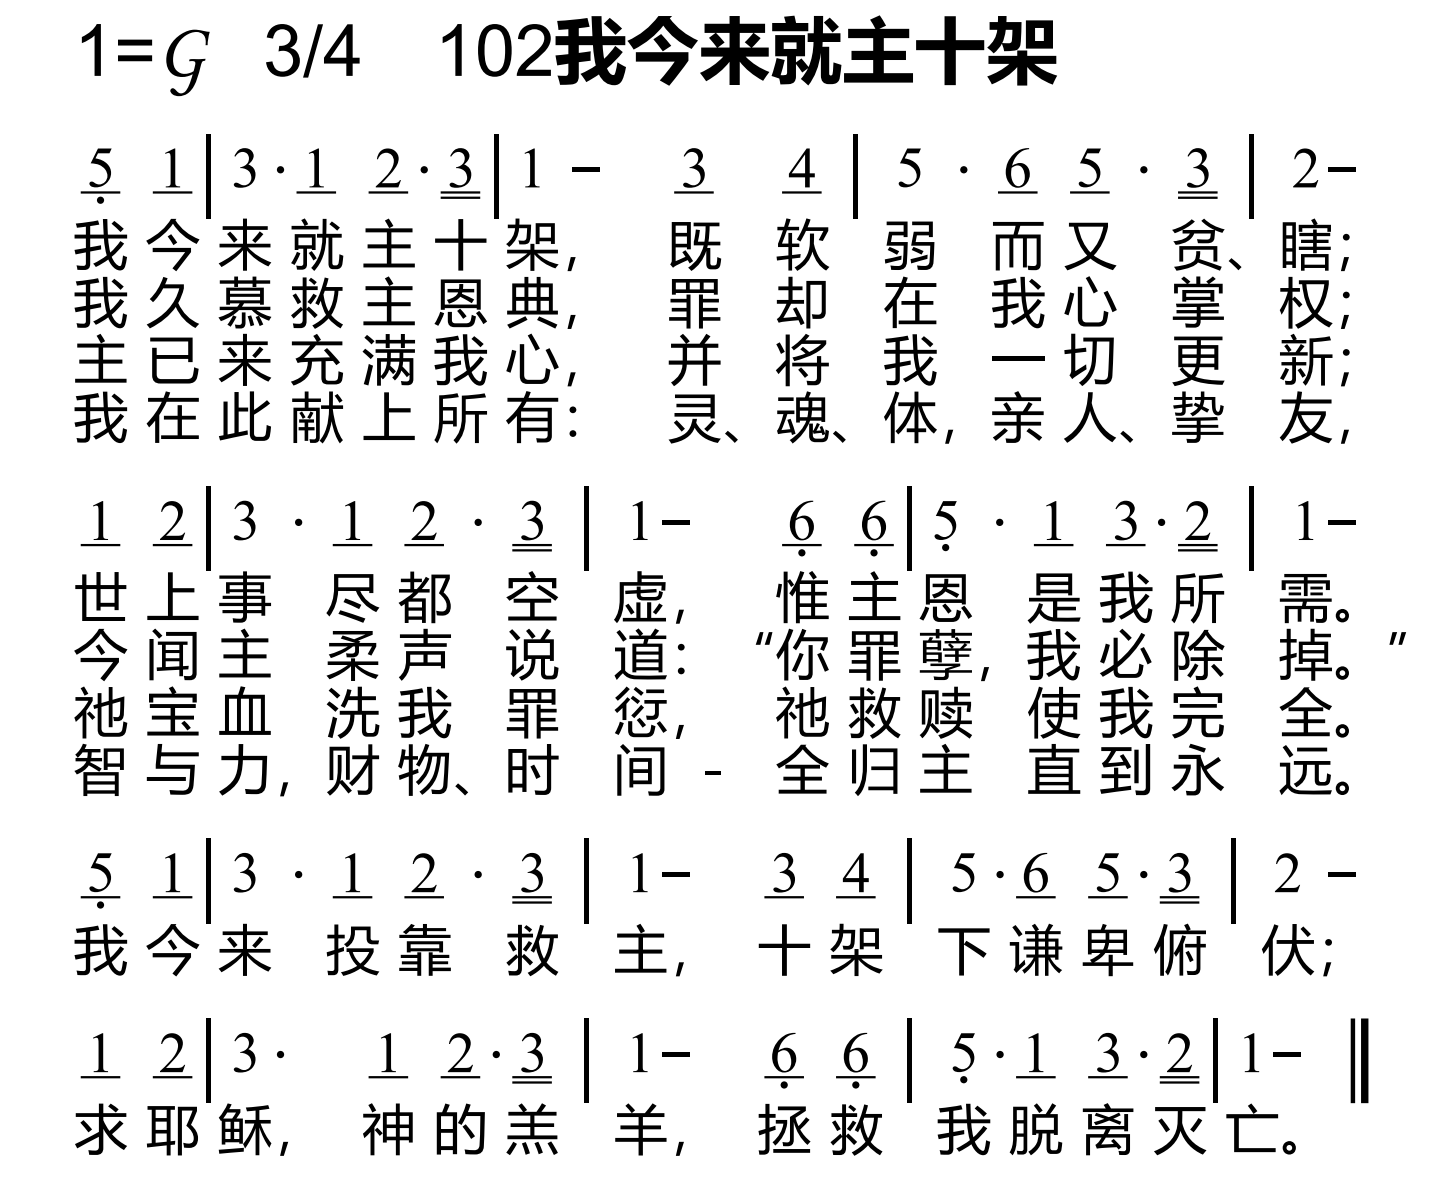 1=G 3/4 102我今来就主十架
5 1 | 3 · 1 2 · 3 | 1 – 3 4 | 5 · 6 5 · 3 | 2 –
我今来就主十架, 既软弱而又贫、瞎;
我久慕救主恩典, 罪却在我心掌权;
主已来充满我心, 并将我一切更新;
我在此献上所有: 灵、魂、体, 亲人、挚友,
1 2 | 3 · 1 2 · 3 | 1 – 6 6 | 5 · 1 3 · 2 | 1 –
世上事尽都空虚, 惟主恩是我所需。
今闻主柔声说道: “你罪孽, 我必除掉。”
祂宝血洗我罪愆, 祂救赎使我完全。
智与力, 财物、时间 - 全归主直到永远。
5 1 | 3 · 1 2 · 3 | 1 – 3 4 | 5 · 6 5 · 3 | 2 –
我今来投靠救主, 十架下谦卑俯伏;
1 2 | 3 · 1 2 · 3 | 1 – 6 6 | 5 · 1 3 · 2 | 1 – ‖
求耶稣, 神的羔羊, 拯救我脱离灭亡。